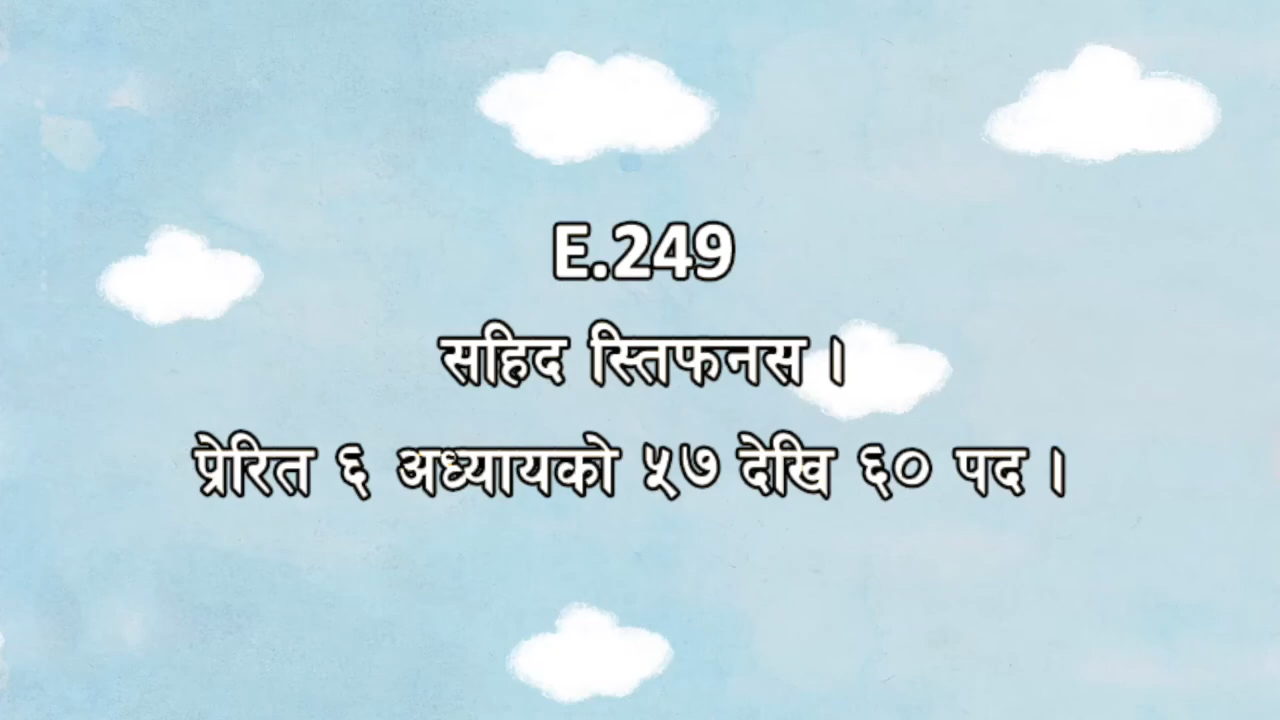 E.249
सहिद स्तिफनस ।
प्रेरित ६ अध्यायको ५७ देखि ६० पद ।